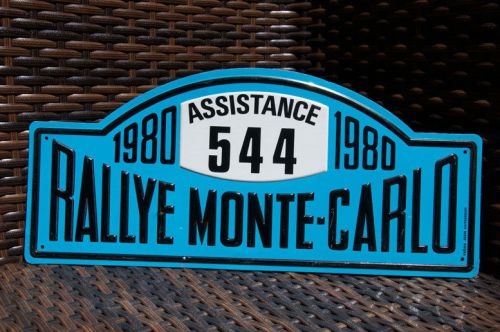 ASSISTANCE
1980 544 1980
RALLYE MONTE-CARLO